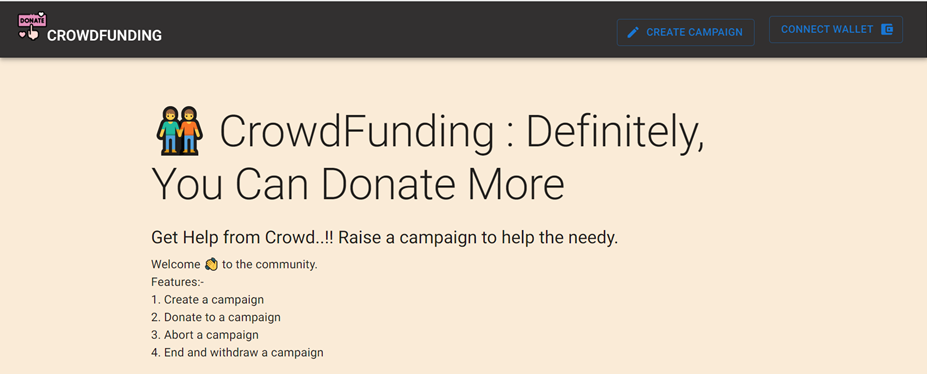 DONATE
CROWDFUNDING
CREATE CAMPAIGN
CONNECT WALLET
CrowdFunding : Definitely,
You Can Donate More
Get Help from Crowd..!! Raise a campaign to help the needy.
Welcome 👏 to the community.
Features:-
1. Create a campaign
2. Donate to a campaign
3. Abort a campaign
4. End and withdraw a campaign